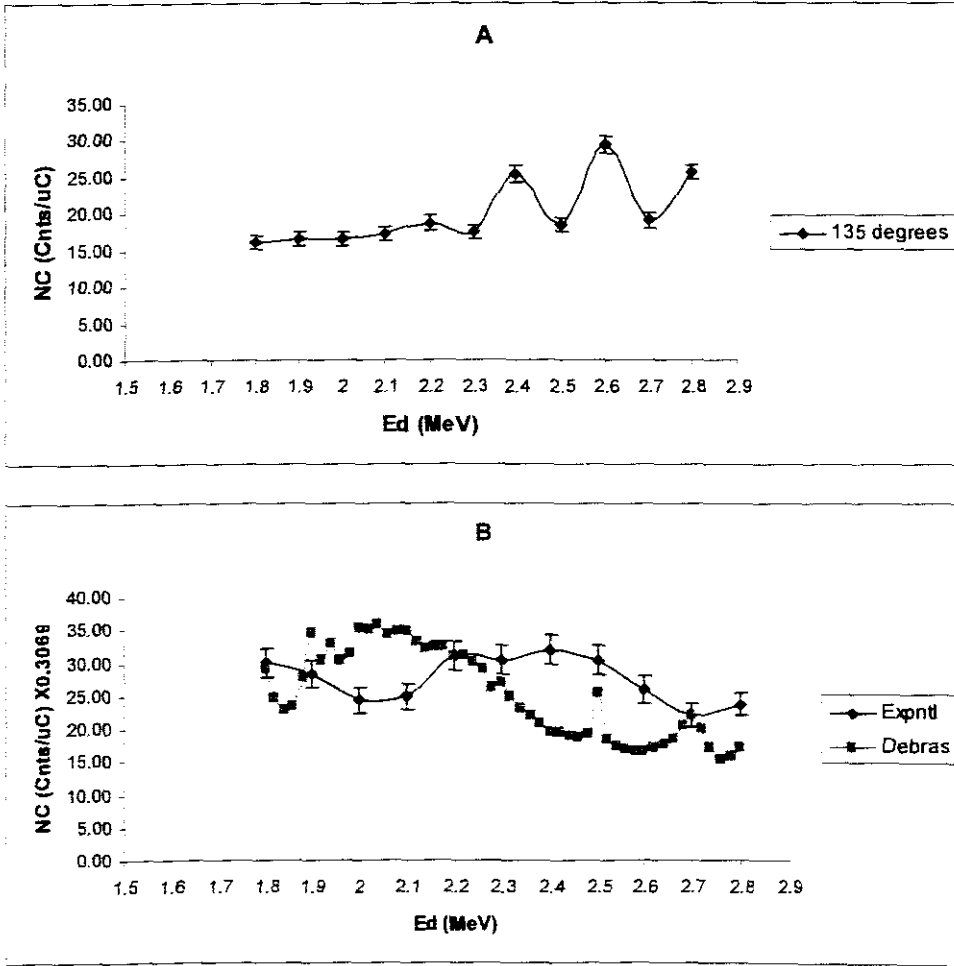 A
NC (Cnts/uC)
35.00
30.00
25.00
20.00
15.00
10.00
5.00
0.00
1.5 1.6 1.7 1.8 1.9 2 2.1 2.2 2.3 2.4 2.5 2.6 2.7 2.8 2.9
Ed (MeV)
135 degrees
B
NC (Cnts/uC) X0.3069
40.00
35.00
30.00
25.00
20.00
15.00
10.00
5.00
0.00
1.5 1.6 1.7 1.8 1.9 2 2.1 2.2 2.3 2.4 2.5 2.6 2.7 2.8 2.9
Ed (MeV)
Expntl
Debras